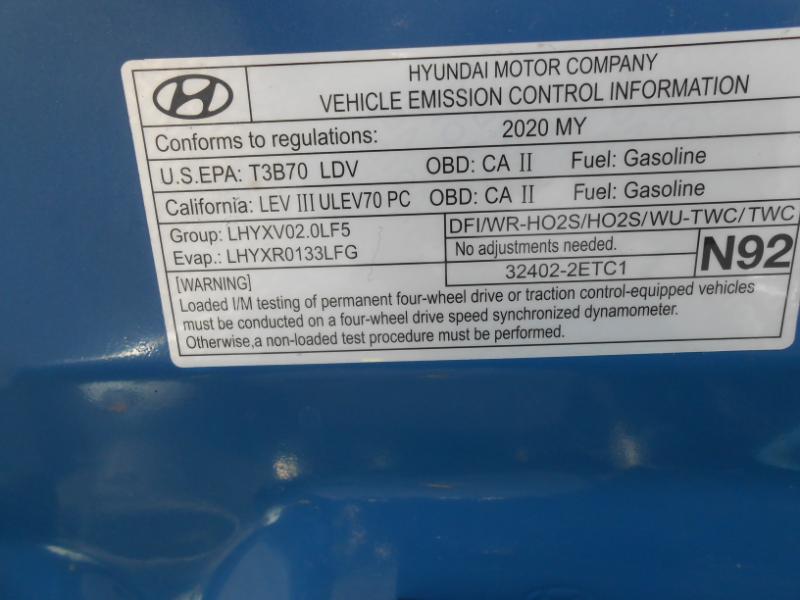 HYUNDAI MOTOR COMPANY
VEHICLE EMISSION CONTROL INFORMATION
Conforms to regulations: 2020 MY
U.S.EPA: T3B70 LDV OBD: CA II Fuel: Gasoline
California: LEV III ULEV70 PC OBD: CA II Fuel: Gasoline
Group: LHYXV02.0LF5
Evap.: LHYXR0133LFG
DFI/WR-HO2S/HO2S/WU-TWC/TWC
No adjustments needed.
32402-2ETC1
N92
[WARNING]
Loaded I/M testing of permanent four-wheel drive or traction control-equipped vehicles
must be conducted on a four-wheel drive speed synchronized dynamometer.
Otherwise,a non-loaded test procedure must be performed.